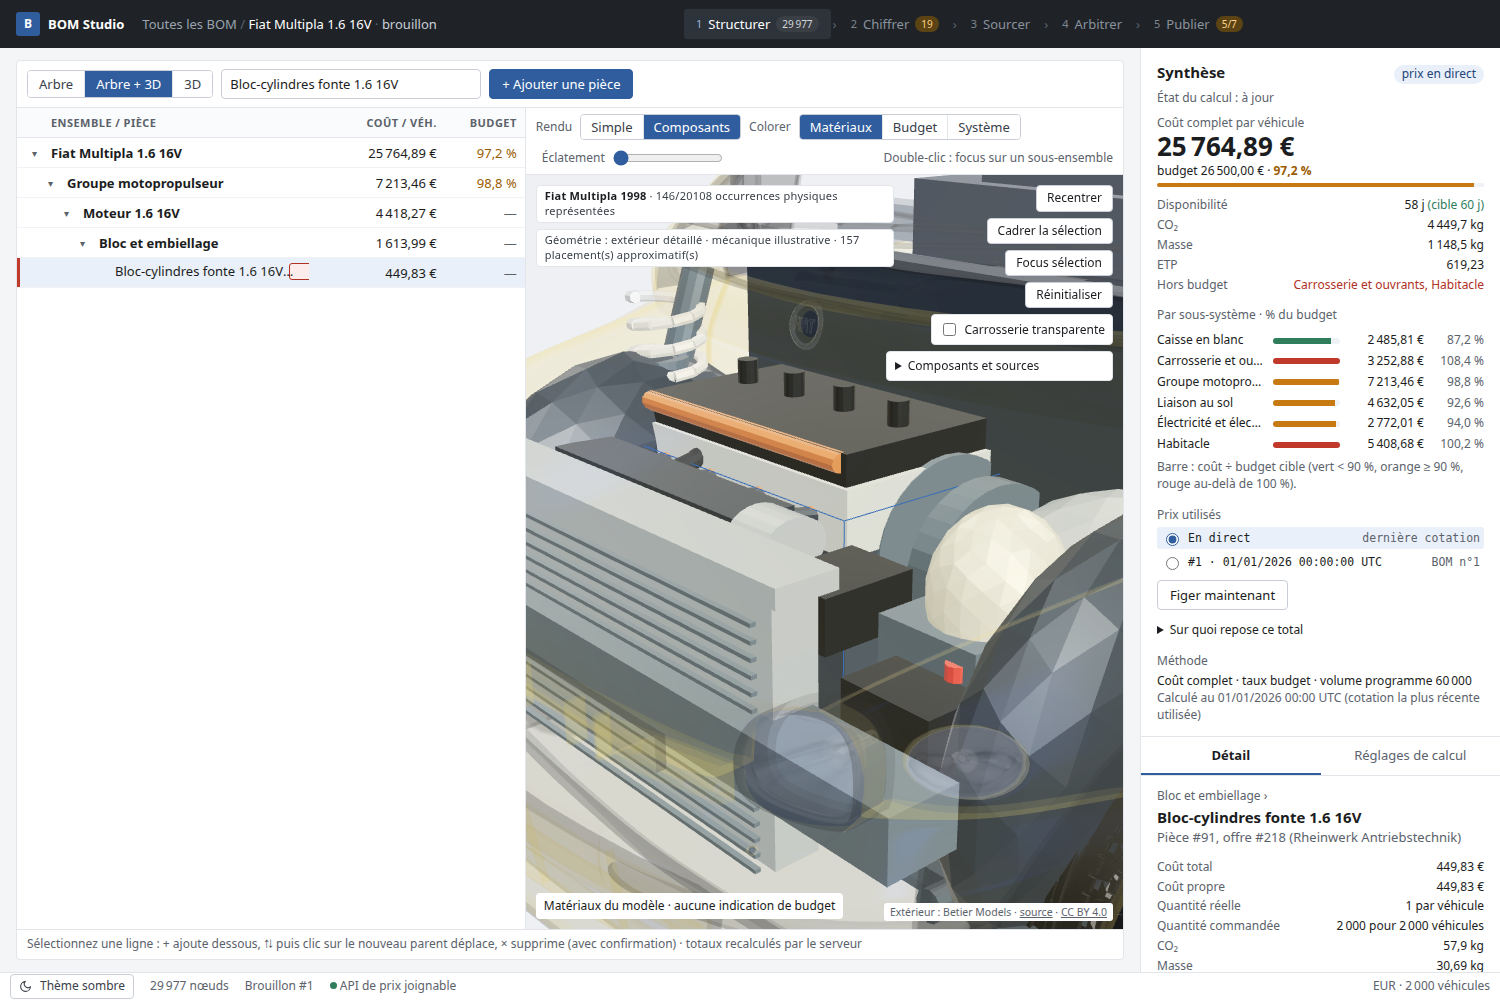 B BOM Studio Toutes les BOM / Fiat Multipla 1.6 16V · brouillon 1 Structurer 29 977 › 2 Chiffrer 19 › 3 Sourcer › 4 Arbitrer › 5 Publier 5/7
Arbre Arbre + 3D 3D Bloc-cylindres fonte 1.6 16V + Ajouter une pièce
ENSEMBLE / PIÈCE COÛT / VÉH. BUDGET
Fiat Multipla 1.6 16V 25 764,89 € 97,2 %
Groupe motopropulseur 7 213,46 € 98,8 %
Moteur 1.6 16V 4 418,27 € —
Bloc et embiellage 1 613,99 € —
Bloc-cylindres fonte 1.6 16V... 449,83 € —
Rendu Simple Composants Colorer Matériaux Budget Système
Éclatement Double-clic : focus sur un sous-ensemble
Fiat Multipla 1998 · 146/20108 occurrences physiques
représentées
Géométrie : extérieur détaillé · mécanique illustrative · 157
placement(s) approximatif(s)
Recentrer
Cadrer la sélection
Focus sélection
Réinitialiser
Carrosserie transparente
Composants et sources
Matériaux du modèle · aucune indication de budget
Extérieur : Betier Models · source · CC BY 4.0
Sélectionnez une ligne : + ajoute dessous, ⇅ puis clic sur le nouveau parent déplace, × supprime (avec confirmation) · totaux recalculés par le serveur
Synthèse prix en direct
État du calcul : à jour
Coût complet par véhicule
25 764,89 €
budget 26 500,00 € · 97,2 %
Disponibilité 58 j (cible 60 j)
CO₂ 4 449,7 kg
Masse 1 148,5 kg
ETP 619,23
Hors budget Carrosserie et ouvrants, Habitacle
Par sous-système · % du budget
Caisse en blanc 2 485,81 € 87,2 %
Carrosserie et ou... 3 252,88 € 108,4 %
Groupe motopro... 7 213,46 € 98,8 %
Liaison au sol 4 632,05 € 92,6 %
Électricité et élec... 2 772,01 € 94,0 %
Habitacle 5 408,68 € 100,2 %
Barre : coût ÷ budget cible (vert < 90 %, orange ≥ 90 %,
rouge au-delà de 100 %).
Prix utilisés
En direct dernière cotation
#1 · 01/01/2026 00:00:00 UTC BOM n°1
Figer maintenant
Sur quoi repose ce total
Méthode
Coût complet · taux budget · volume programme 60 000
Calculé au 01/01/2026 00:00 UTC (cotation la plus récente
utilisée)
Détail Réglages de calcul
Bloc et embiellage ›
Bloc-cylindres fonte 1.6 16V
Pièce #91, offre #218 (Rheinwerk Antriebstechnik)
Coût total 449,83 €
Coût propre 449,83 €
Quantité réelle 1 par véhicule
Quantité commandée 2 000 pour 2 000 véhicules
CO₂ 57,9 kg
Masse 30,69 kg
Thème sombre 29 977 nœuds Brouillon #1 API de prix joignable EUR · 2 000 véhicules